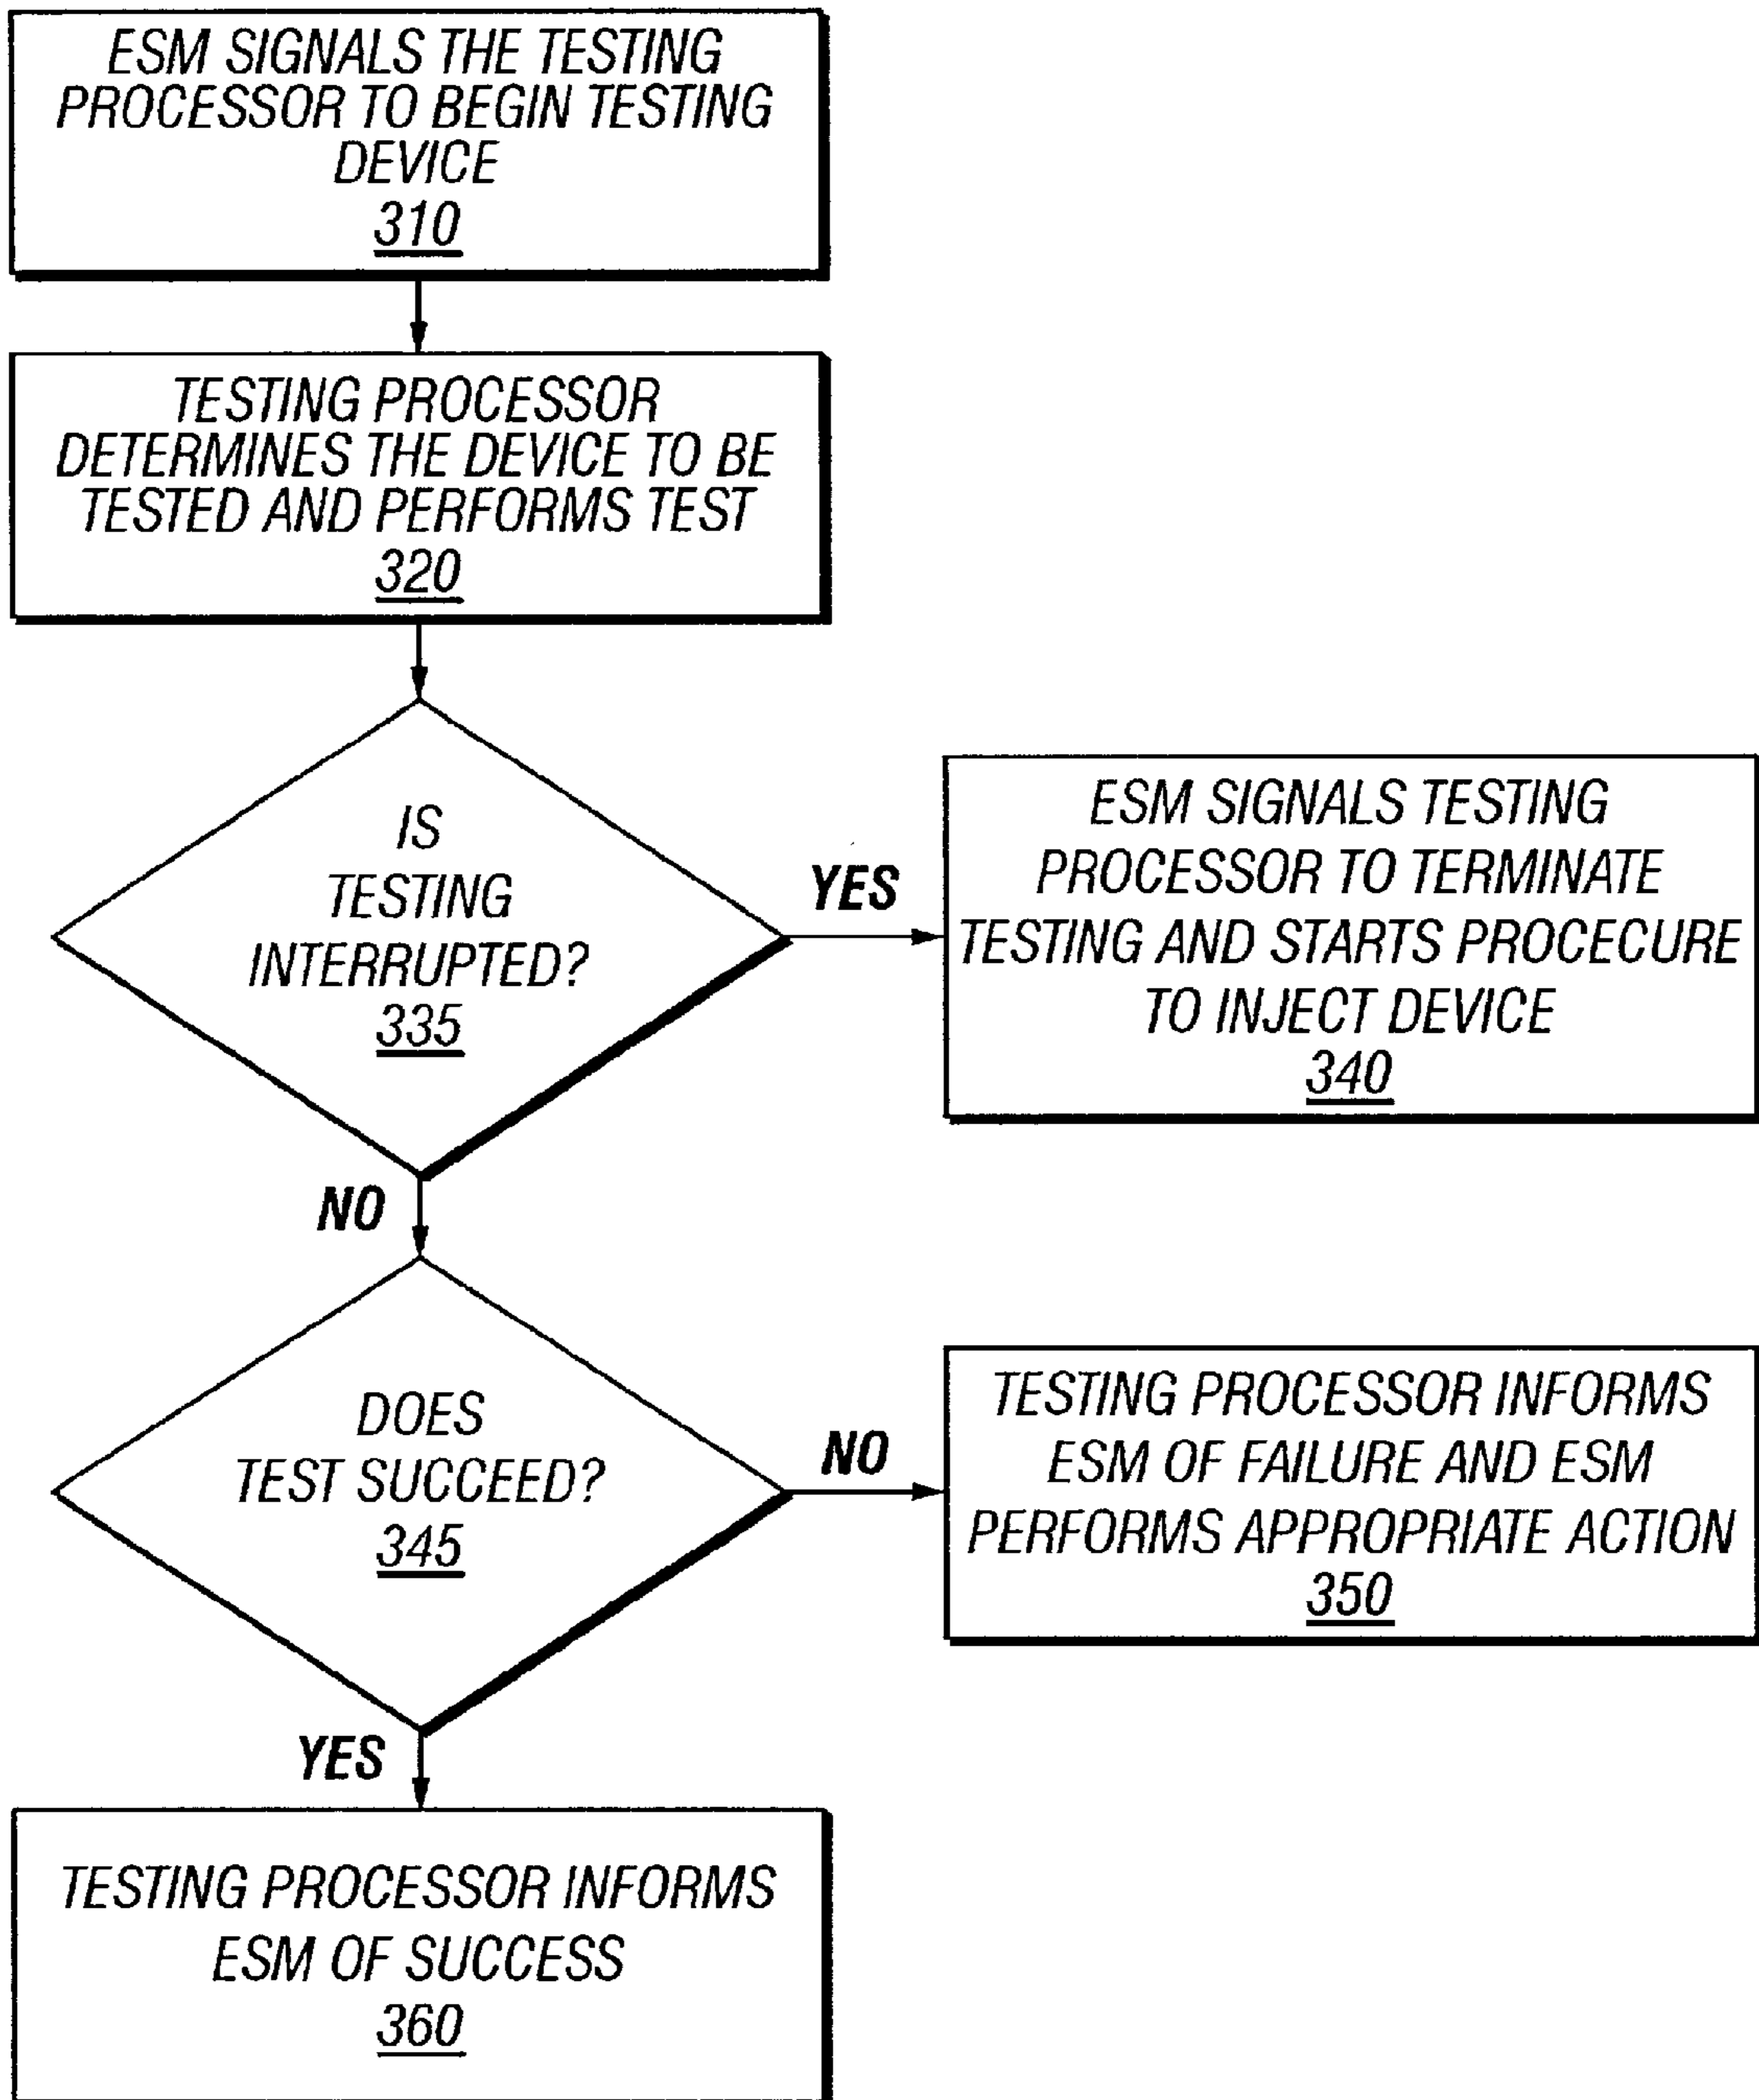 ESM SIGNALS THE TESTING
PROCESSOR TO BEGIN TESTING
DEVICE
310
TESTING PROCESSOR
DETERMINES THE DEVICE TO BE
TESTED AND PERFORMS TEST
320
IS
TESTING
INTERRUPTED?
335
YES
ESM SIGNALS TESTING
PROCESSOR TO TERMINATE
TESTING AND STARTS PROCECURE
TO INJECT DEVICE
340
NO
DOES
TEST SUCCEED?
345
NO
TESTING PROCESSOR INFORMS
ESM OF FAILURE AND ESM
PERFORMS APPROPRIATE ACTION
350
YES
TESTING PROCESSOR INFORMS
ESM OF SUCCESS
360